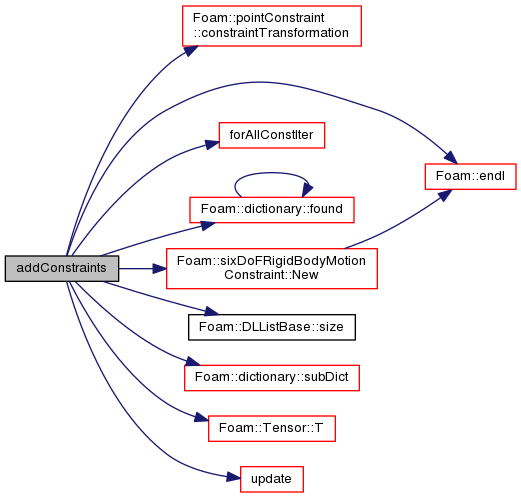 Foam::pointConstraint
::constraintTransformation
forAllConstIter
Foam::endl
Foam::dictionary::found
addConstraints
Foam::sixDoFRigidBodyMotion
Constraint::New
Foam::DLListBase::size
Foam::dictionary::subDict
Foam::Tensor::T
update